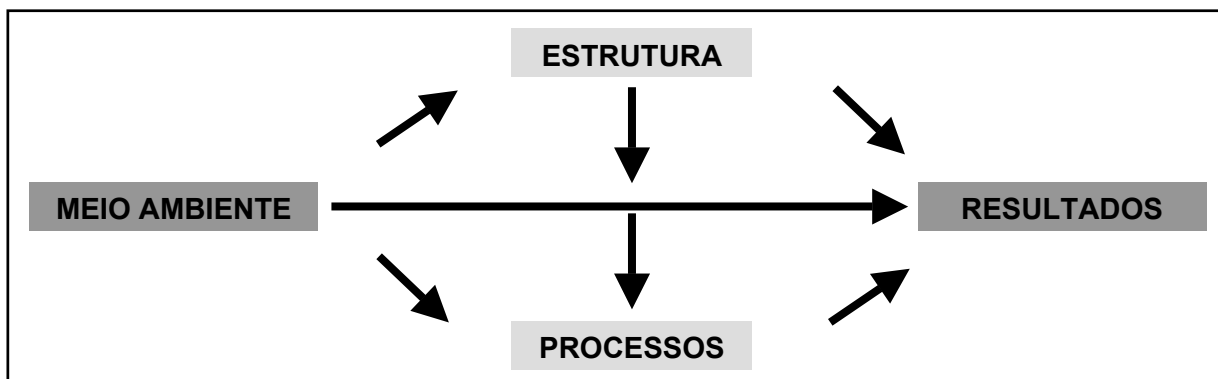 ESTRUTURA
MEIO AMBIENTE
RESULTADOS
PROCESSOS